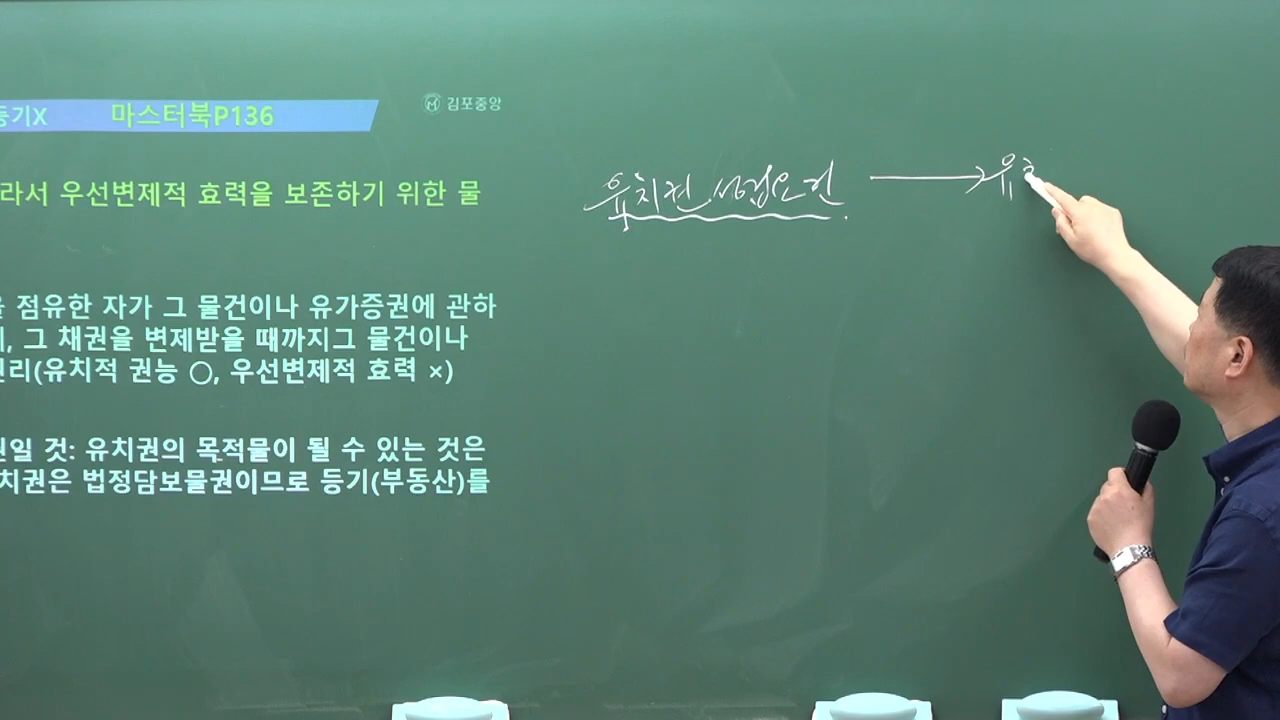 등기X 마스터북P136
김포중앙
라서 우선변제적 효력을 보존하기 위한 물
유치권 성립요건 → 유
을 점유한 자가 그 물건이나 유가증권에 관하
, 그 채권을 변제받을 때까지그 물건이나
권리(유치적 권능 ○, 우선변제적 효력 ×)
권일 것: 유치권의 목적물이 될 수 있는 것은
치권은 법정담보물권이므로 등기(부동산)를